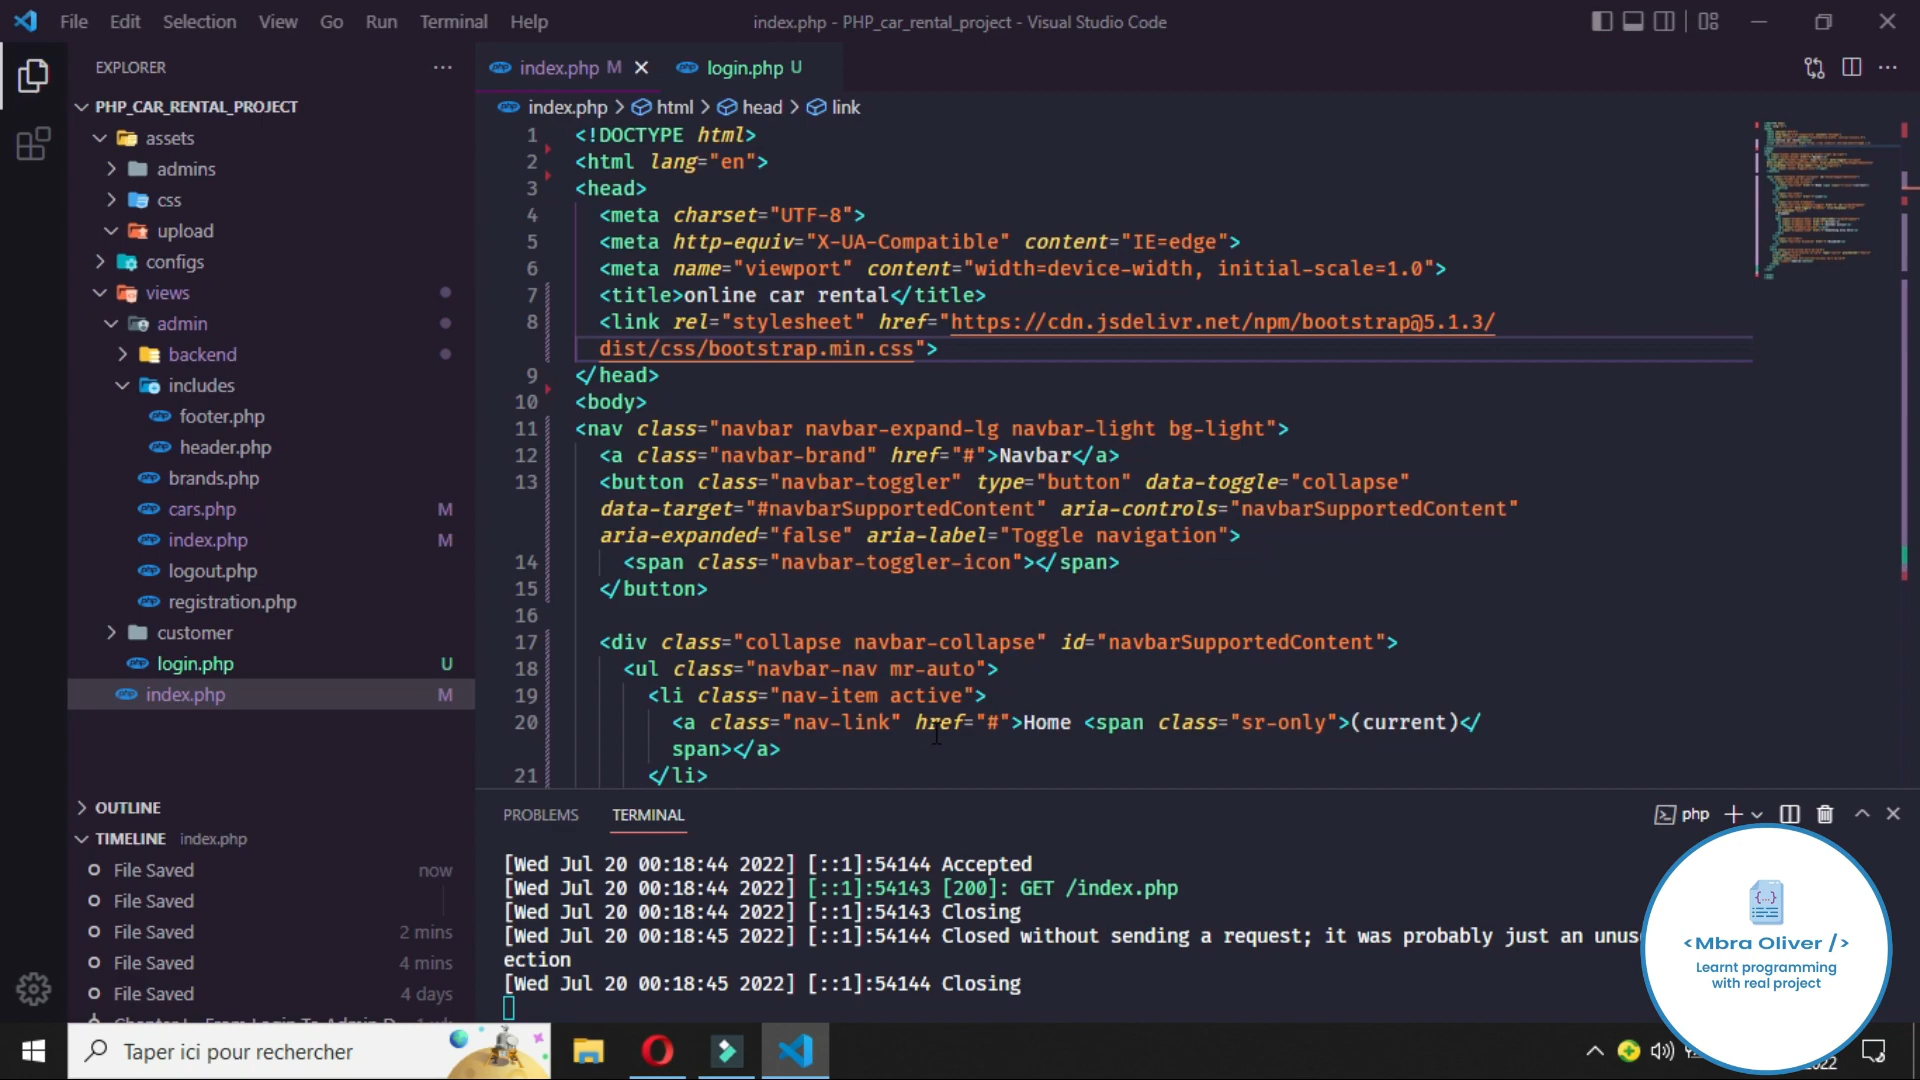 File Edit Selection View Go Run Terminal Help
index.php - PHP_car_rental_project - Visual Studio Code
EXPLORER
PHP_CAR_RENTAL_PROJECT
assets
admins
css
upload
configs
views
admin
backend
includes
footer.php
header.php
brands.php
cars.php M
index.php M
logout.php
registration.php
customer
login.php U
index.php M
OUTLINE
TIMELINE index.php
File Saved now
File Saved
File Saved 2 mins
File Saved 4 mins
File Saved 4 days
index.php M
login.php U
index.php > html > head > link
1 <!DOCTYPE html>
2 <html lang="en">
3 <head>
4 <meta charset="UTF-8">
5 <meta http-equiv="X-UA-Compatible" content="IE=edge">
6 <meta name="viewport" content="width=device-width, initial-scale=1.0">
7 <title>online car rental</title>
8 <link rel="stylesheet" href="https://cdn.jsdelivr.net/npm/bootstrap@5.1.3/
dist/css/bootstrap.min.css">
9 </head>
10 <body>
11 <nav class="navbar navbar-expand-lg navbar-light bg-light">
12 <a class="navbar-brand" href="#">Navbar</a>
13 <button class="navbar-toggler" type="button" data-toggle="collapse"
data-target="#navbarSupportedContent" aria-controls="navbarSupportedContent"
aria-expanded="false" aria-label="Toggle navigation">
14 <span class="navbar-toggler-icon"></span>
15 </button>
16
17 <div class="collapse navbar-collapse" id="navbarSupportedContent">
18 <ul class="navbar-nav mr-auto">
19 <li class="nav-item active">
20 <a class="nav-link" href="#">Home <span class="sr-only">(current)</
span></a>
21 </li>
PROBLEMS TERMINAL
php
[Wed Jul 20 00:18:44 2022] [::1]:54144 Accepted
[Wed Jul 20 00:18:44 2022] [::1]:54143 [200]: GET /index.php
[Wed Jul 20 00:18:44 2022] [::1]:54143 Closing
[Wed Jul 20 00:18:45 2022] [::1]:54144 Closed without sending a request; it was probably just an
ection
[Wed Jul 20 00:18:45 2022] [::1]:54144 Closing
{...}
<Mbra Oliver />
Learnt programming
with real project
Taper ici pour rechercher